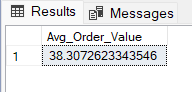 Results
Messages
Avg_Order_Value
1
38.3072623343546